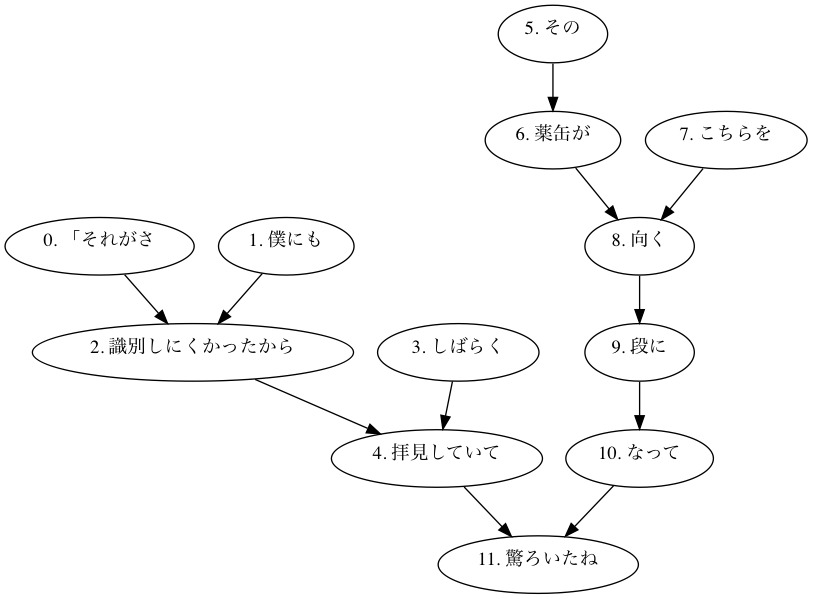 5. その
6. 薬缶が
7. こちらを
0. 「それがさ
1. 僕にも
8. 向く
2. 識別しにくかったから
3. しばらく
9. 段に
4. 拝見していて
10. なって
11. 驚ろいたね